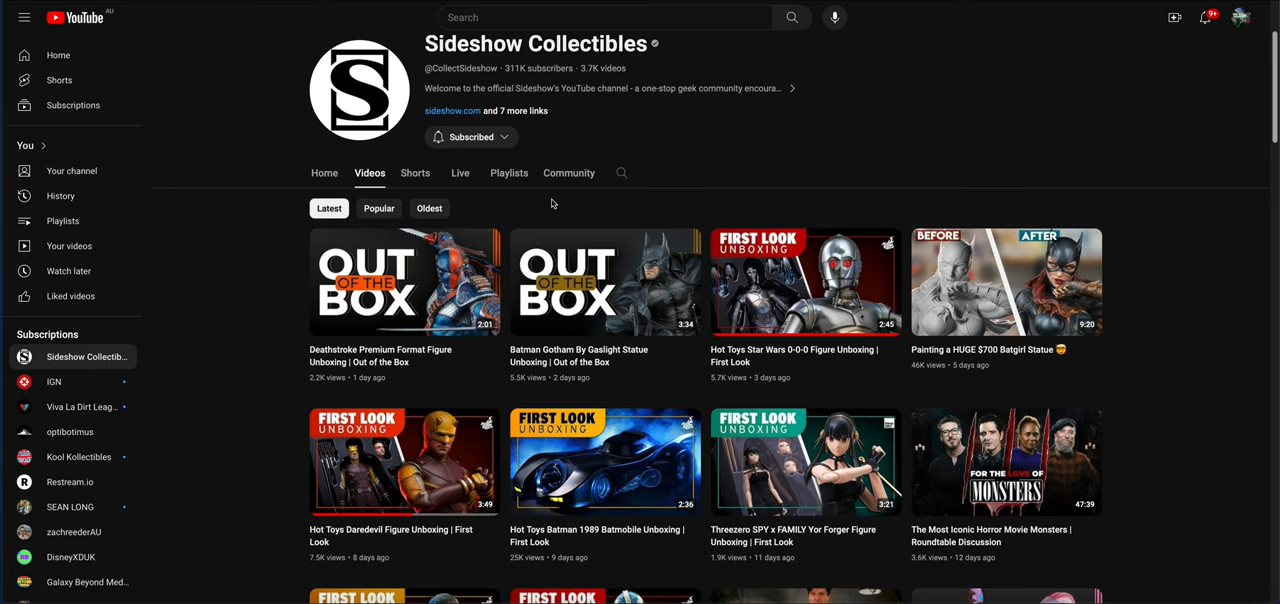 YouTube AU
Search
9+
Home
Shorts
Subscriptions
You
Your channel
History
Playlists
Your videos
Watch later
Liked videos
Subscriptions
Sideshow Collectib...
IGN
Viva La Dirt Leag...
optibotimus
Kool Kollectibles
Restream.io
SEAN LONG
zachreederAU
DisneyXDUK
Galaxy Beyond Med...
S
Sideshow Collectibles
@CollectSideshow · 311K subscribers · 3.7K videos
Welcome to the official Sideshow's YouTube channel - a one-stop geek community encoura...
sideshow.com and 7 more links
Subscribed
Home Videos Shorts Live Playlists Community
Latest Popular Oldest
OUT
OF THE
BOX
2:01
Deathstroke Premium Format Figure
Unboxing | Out of the Box
2.2K views • 1 day ago
OUT
OF THE
BOX
3:34
Batman Gotham By Gaslight Statue
Unboxing | Out of the Box
5.5K views • 2 days ago
FIRST LOOK
UNBOXING
2:45
Hot Toys Star Wars 0-0-0 Figure Unboxing |
First Look
5.7K views • 3 days ago
BEFORE AFTER
9:20
Painting a HUGE $700 Batgirl Statue 🤯
46K views • 5 days ago
FIRST LOOK
UNBOXING
3:49
Hot Toys Daredevil Figure Unboxing | First
Look
7.5K views • 8 days ago
FIRST LOOK
UNBOXING
2:36
Hot Toys Batman 1989 Batmobile Unboxing |
First Look
25K views • 9 days ago
FIRST LOOK
UNBOXING
3:21
Threezero SPY x FAMILY Yor Forger Figure
Unboxing | First Look
1.9K views • 11 days ago
FOR THE LOVE OF
MONSTERS
47:39
The Most Iconic Horror Movie Monsters |
Roundtable Discussion
3.6K views • 12 days ago
FIRST LOOK
FIRST LOOK